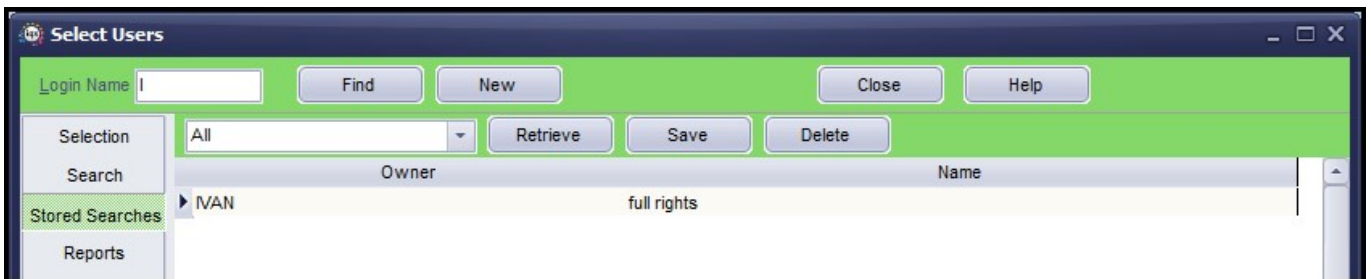 Select Users
Login Name I Find New Close Help
Selection All Retrieve Save Delete
Search Owner Name
Stored Searches IVAN full rights
Reports